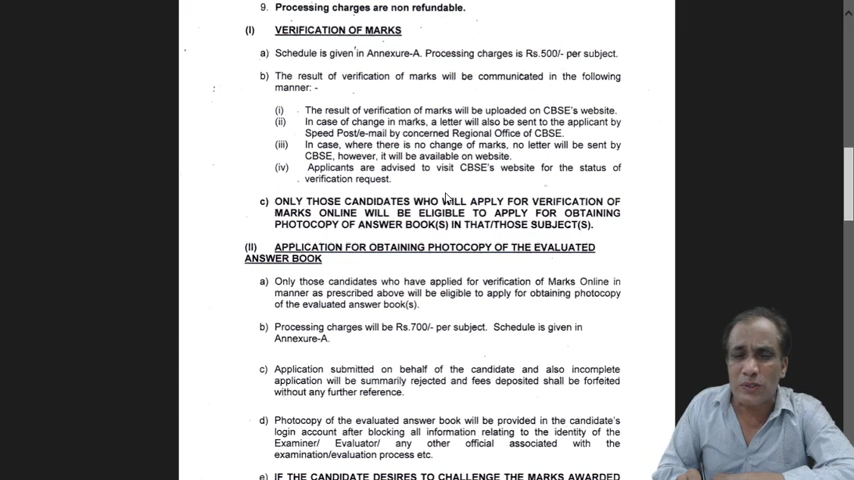 9. Processing charges are non refundable.
(I) VERIFICATION OF MARKS
a) Schedule is given in Annexure-A. Processing charges is Rs.500/- per subject.
b) The result of verification of marks will be communicated in the following
manner: -
(i) The result of verification of marks will be uploaded on CBSE's website.
(ii) In case of change in marks, a letter will also be sent to the applicant by
Speed Post/e-mail by concerned Regional Office of CBSE.
(iii) In case, where there is no change of marks, no letter will be sent by
CBSE, however, it will be available on website.
(iv) Applicants are advised to visit CBSE's website for the status of
verification request.
c) ONLY THOSE CANDIDATES WHO WILL APPLY FOR VERIFICATION OF
MARKS ONLINE WILL BE ELIGIBLE TO APPLY FOR OBTAINING
PHOTOCOPY OF ANSWER BOOK(S) IN THAT/THOSE SUBJECT(S).
(II) APPLICATION FOR OBTAINING PHOTOCOPY OF THE EVALUATED
ANSWER BOOK
a) Only those candidates who have applied for verification of Marks Online in
manner as prescribed above will be eligible to apply for obtaining photocopy
of the evaluated answer book(s).
b) Processing charges will be Rs.700/- per subject. Schedule is given in
Annexure-A.
c) Application submitted on behalf of the candidate and also incomplete
application will be summarily rejected and fees deposited shall be forfeited
without any further reference.
d) Photocopy of the evaluated answer book will be provided in the candidate's
login account after blocking all information relating to the identity of the
Examiner/ Evaluator/ any other official associated with the
examination/evaluation process etc.
e) IF THE CANDIDATE DESIRES TO CHALLENGE THE MARKS AWARDED